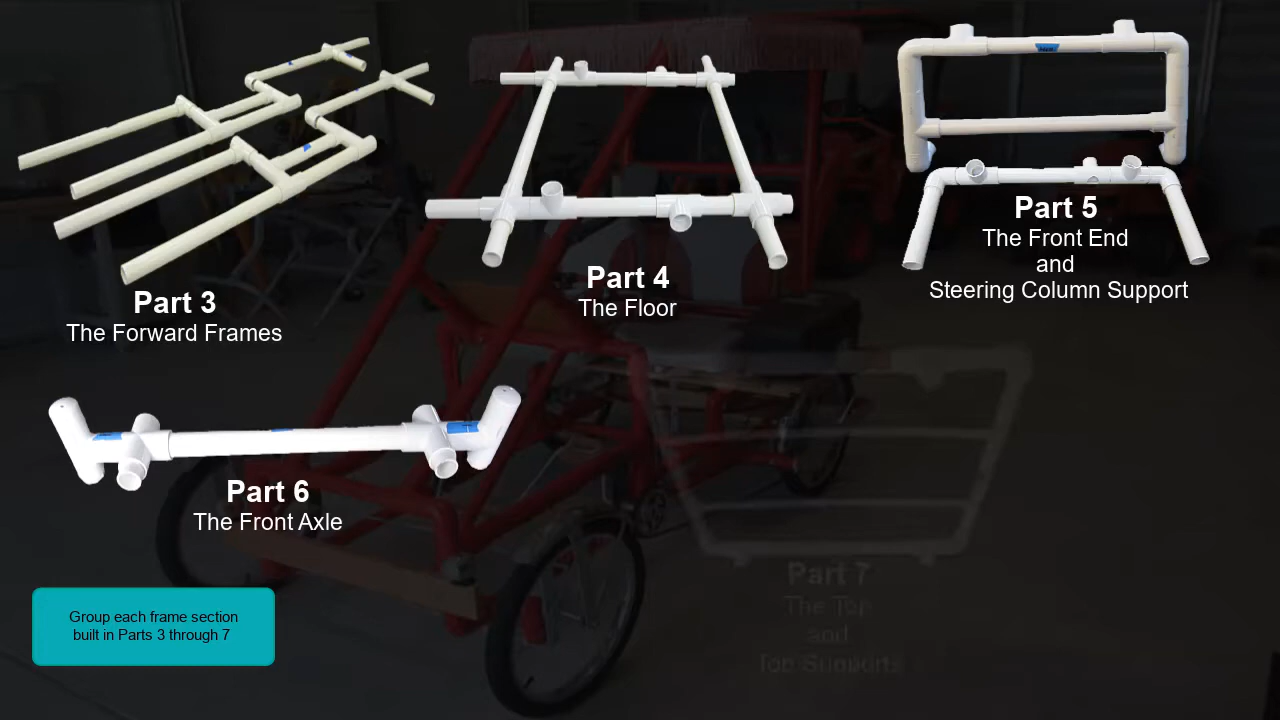 Part 3
The Forward Frames
Part 4
The Floor
Part 5
The Front End
and
Steering Column Support
Part 6
The Front Axle
Part 7
The Top
and
Top Supports
Group each frame section
built in Parts 3 through 7